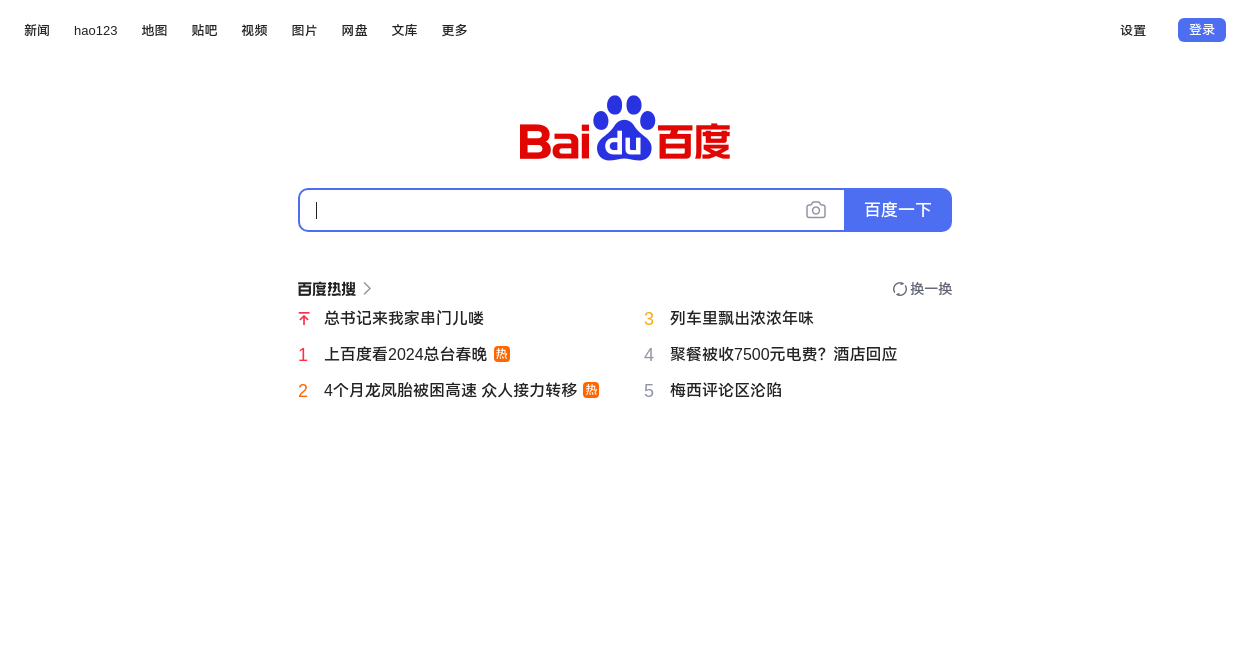 新闻 hao123 地图 贴吧 视频 图片 网盘 文库 更多 设置 登录
Bai du 百度
百度一下
百度热搜 换一换
总书记来我家串门儿喽
1 上百度看2024总台春晚 热
2 4个月龙凤胎被困高速 众人接力转移 热
3 列车里飘出浓浓年味
4 聚餐被收7500元电费？酒店回应
5 梅西评论区沦陷